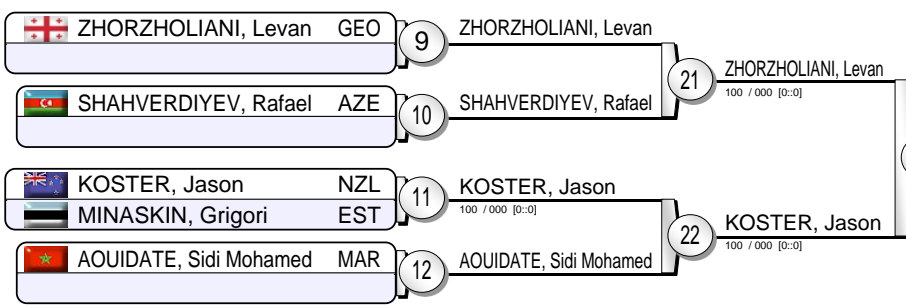 ZHORZHOLIANI, Levan GEO
9
ZHORZHOLIANI, Levan
21
ZHORZHOLIANI, Levan
100 / 000 [0::0]
SHAHVERDIYEV, Rafael AZE
10
SHAHVERDIYEV, Rafael
KOSTER, Jason NZL
MINASKIN, Grigori EST
11
KOSTER, Jason
100 / 000 [0::0]
22
KOSTER, Jason
100 / 000 [0::0]
AOUIDATE, Sidi Mohamed MAR
12
AOUIDATE, Sidi Mohamed